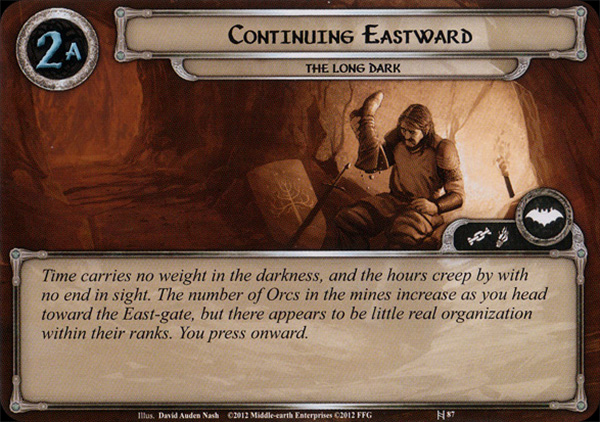 2A
CONTINUING EASTWARD
THE LONG DARK
Time carries no weight in the darkness, and the hours creep by with
no end in sight. The number of Orcs in the mines increase as you head
toward the East-gate, but there appears to be little real organization
within their ranks. You press onward.
Illus. David Auden Nash ©2012 Middle-earth Enterprises ©2012 FFG 87